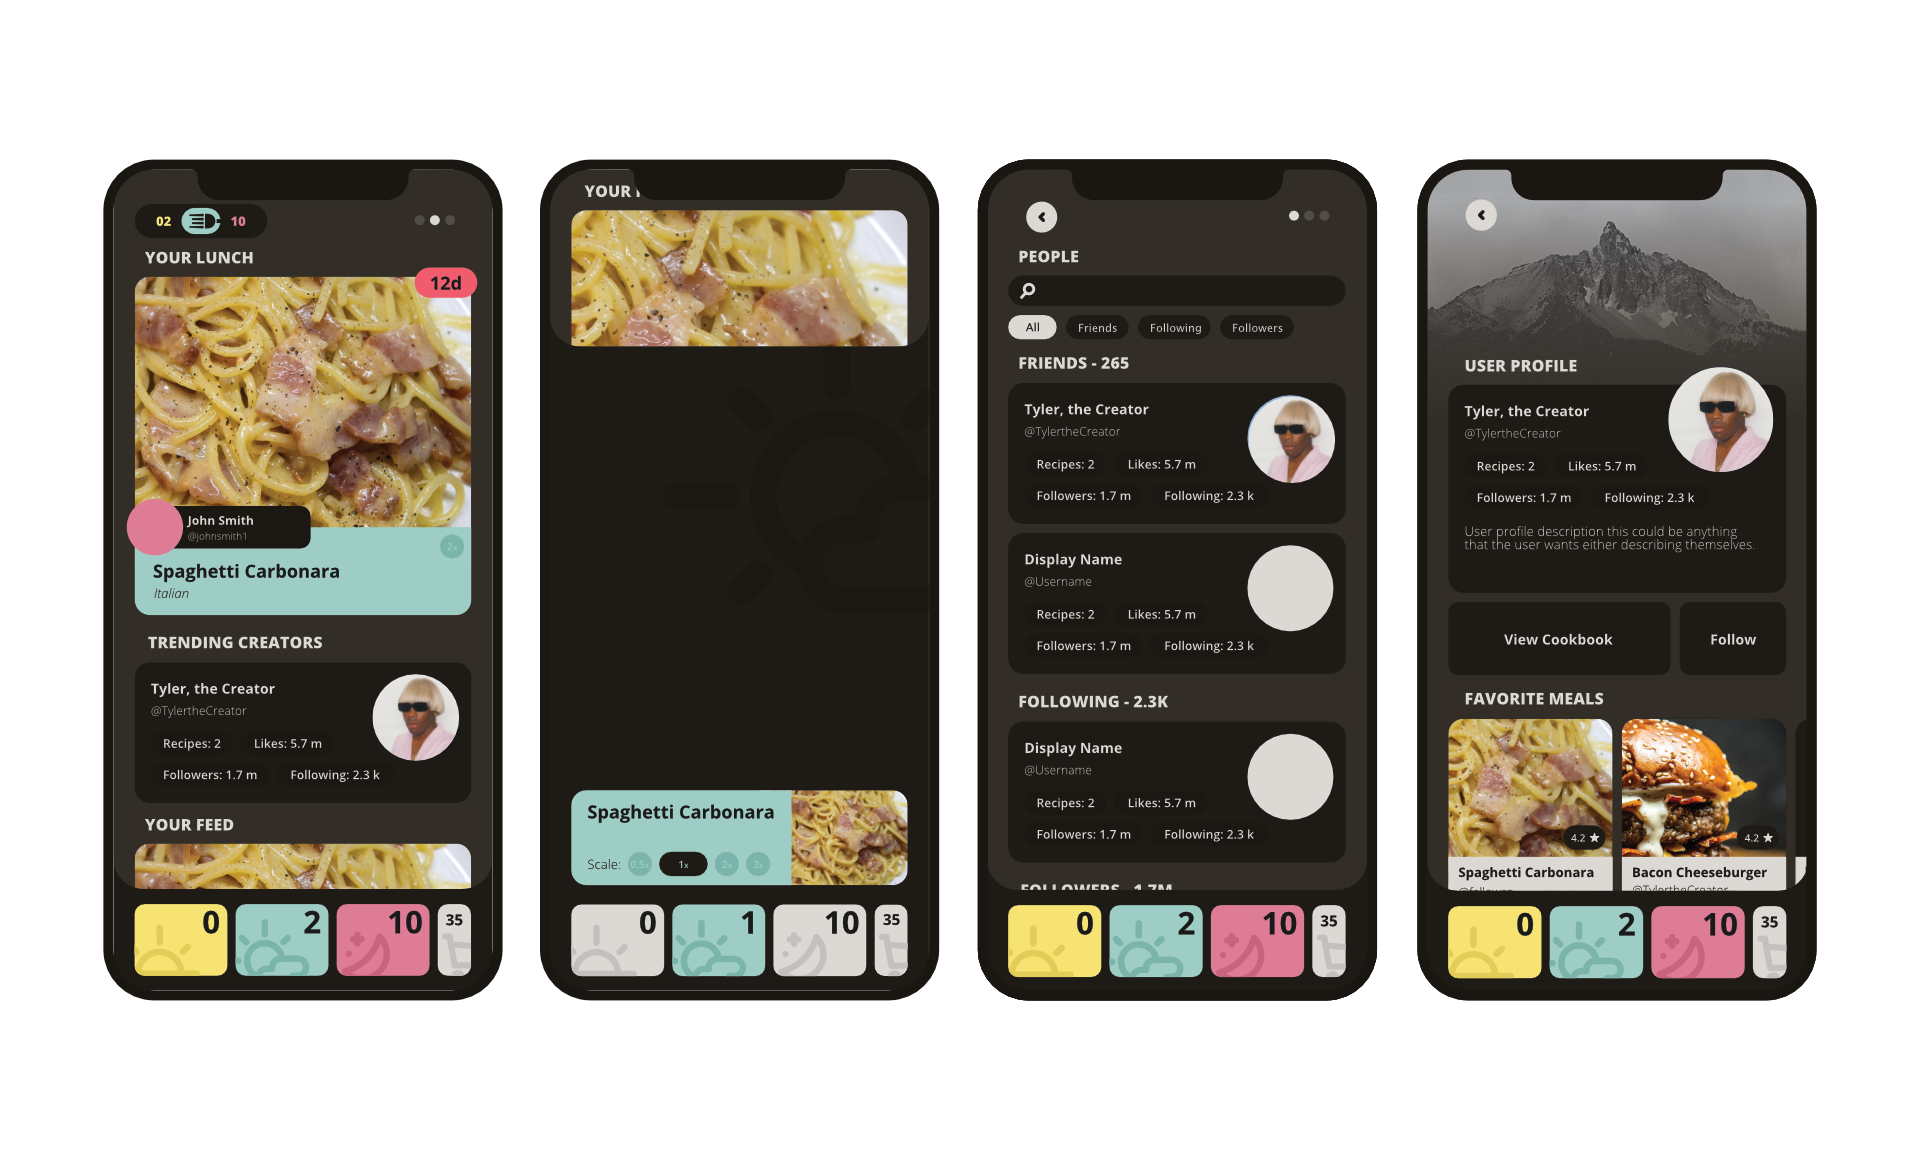 02 10
YOUR LUNCH
12d
John Smith
@johnsmith1
2x
Spaghetti Carbonara
Italian
TRENDING CREATORS
Tyler, the Creator
@TylertheCreator
Recipes: 2 Likes: 5.7 m
Followers: 1.7 m Following: 2.3 k
YOUR FEED
0 2 10 35
YOUR
Spaghetti Carbonara
Scale: 0.5x 1x 2x 3x
0 1 10 35
PEOPLE
All Friends Following Followers
FRIENDS - 265
Tyler, the Creator
@TylertheCreator
Recipes: 2 Likes: 5.7 m
Followers: 1.7 m Following: 2.3 k
Display Name
@Username
Recipes: 2 Likes: 5.7 m
Followers: 1.7 m Following: 2.3 k
FOLLOWING - 2.3K
Display Name
@Username
Recipes: 2 Likes: 5.7 m
Followers: 1.7 m Following: 2.3 k
FOLLOWERS - 1.7M
0 2 10 35
USER PROFILE
Tyler, the Creator
@TylertheCreator
Recipes: 2 Likes: 5.7 m
Followers: 1.7 m Following: 2.3 k
User profile description this could be anything
that the user wants either describing themselves.
View Cookbook Follow
FAVORITE MEALS
4.2 4.2
Spaghetti Carbonara Bacon Cheeseburger
@TylertheCreator
0 2 10 35